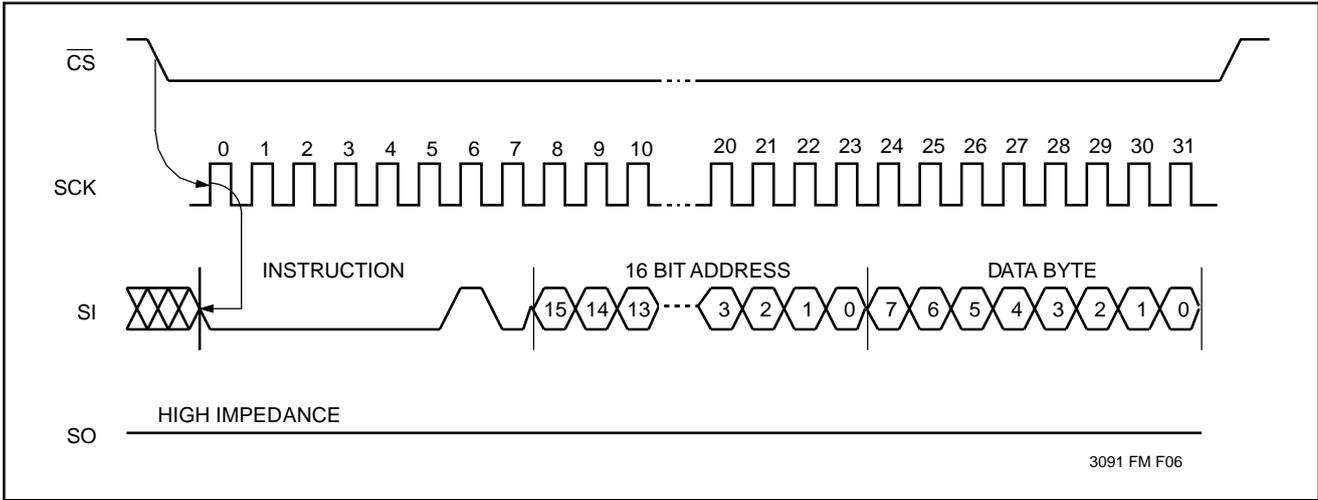 CS
0 1 2 3 4 5 6 7 8 9 10 20 21 22 23 24 25 26 27 28 29 30 31
SCK
INSTRUCTION 16 BIT ADDRESS DATA BYTE
SI 15 14 13 3 2 1 0 7 6 5 4 3 2 1 0
HIGH IMPEDANCE
SO
3091 FM F06